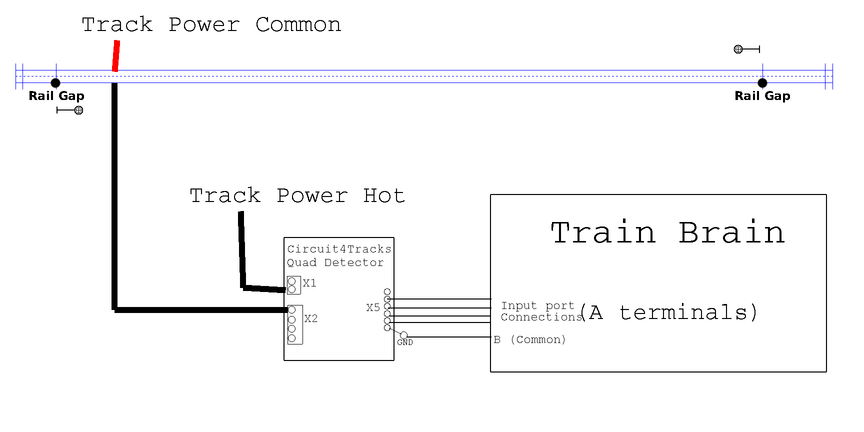 Track Power Common
Rail Gap
Rail Gap
Track Power Hot
Circuit4Tracks
Quad Detector
X1
X2
X5
GND
Train Brain
Input port
Connections
(A terminals)
B (Common)